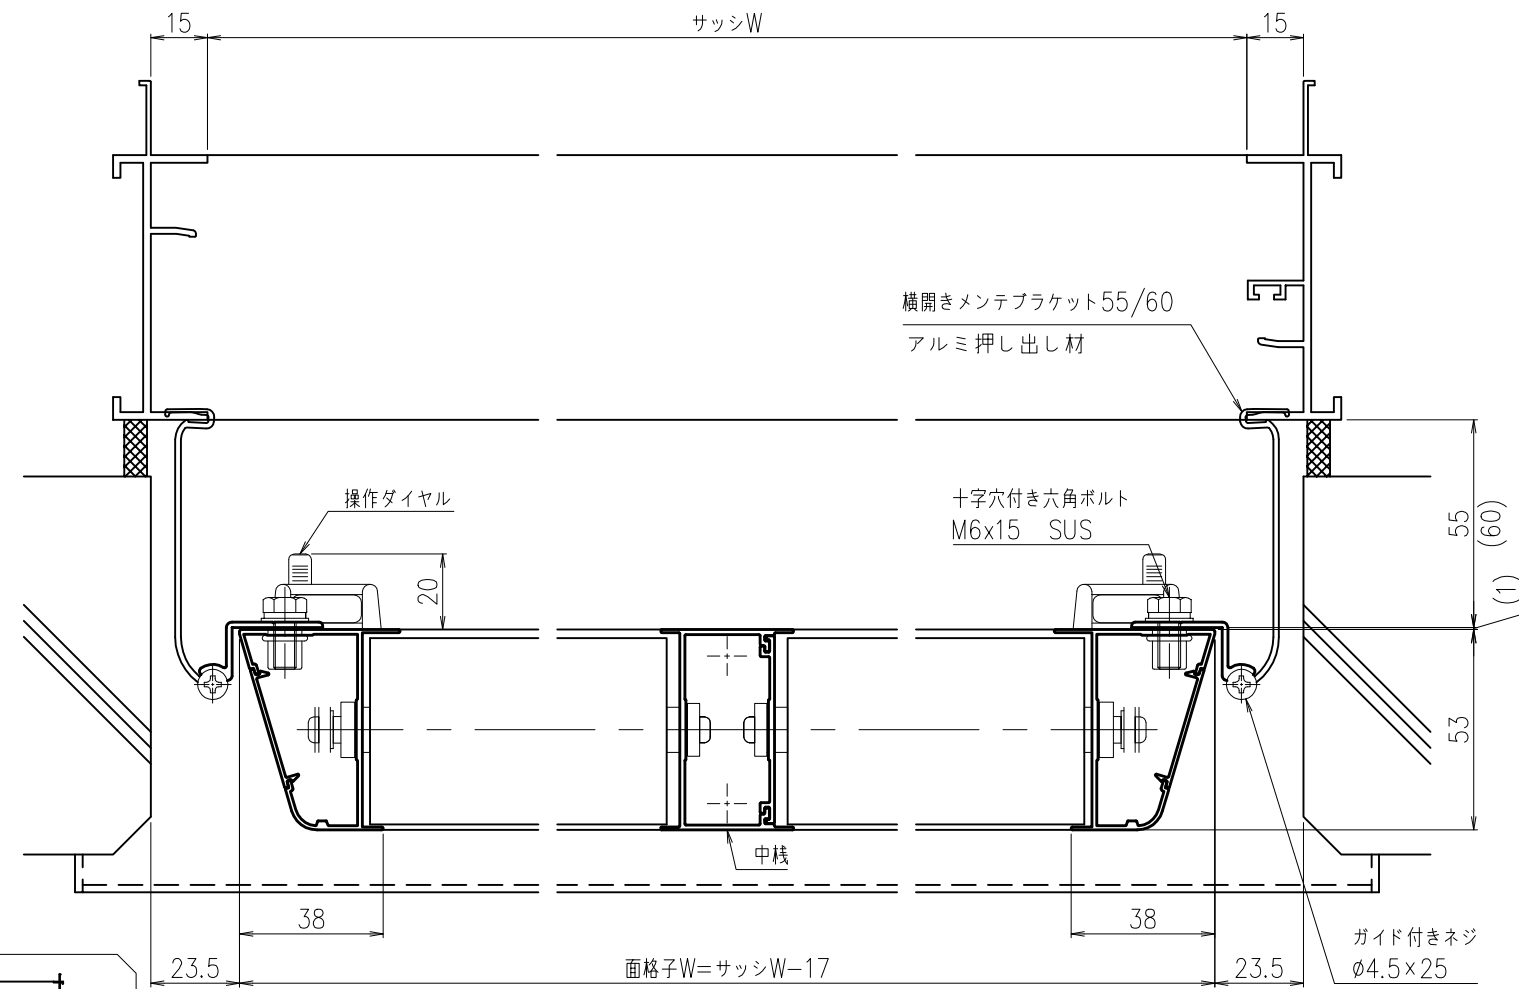 15
サッシW
15
横開きメンテブラケット55/60
アルミ押し出し材
操作ダイヤル
十字穴付き六角ボルト
M6x15 SUS
20
55
(60)
(1)
53
中桟
38
38
ガイド付きネジ
φ4.5×25
23.5
面格子W=サッシW-17
23.5